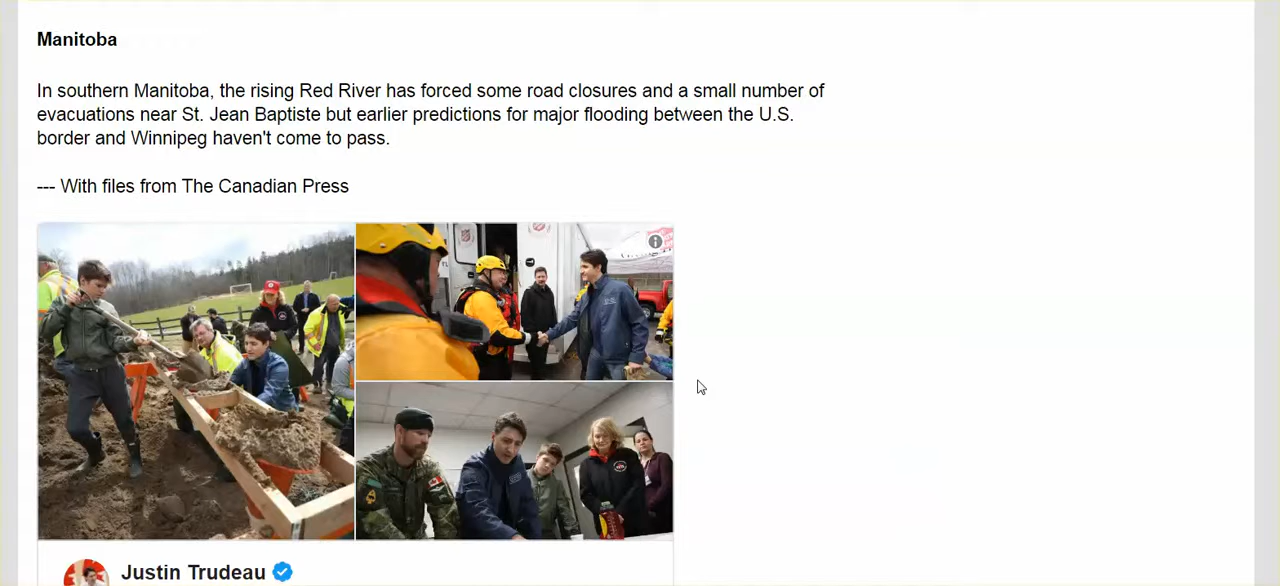 Manitoba
In southern Manitoba, the rising Red River has forced some road closures and a small number of
evacuations near St. Jean Baptiste but earlier predictions for major flooding between the U.S.
border and Winnipeg haven't come to pass.
--- With files from The Canadian Press
Justin Trudeau